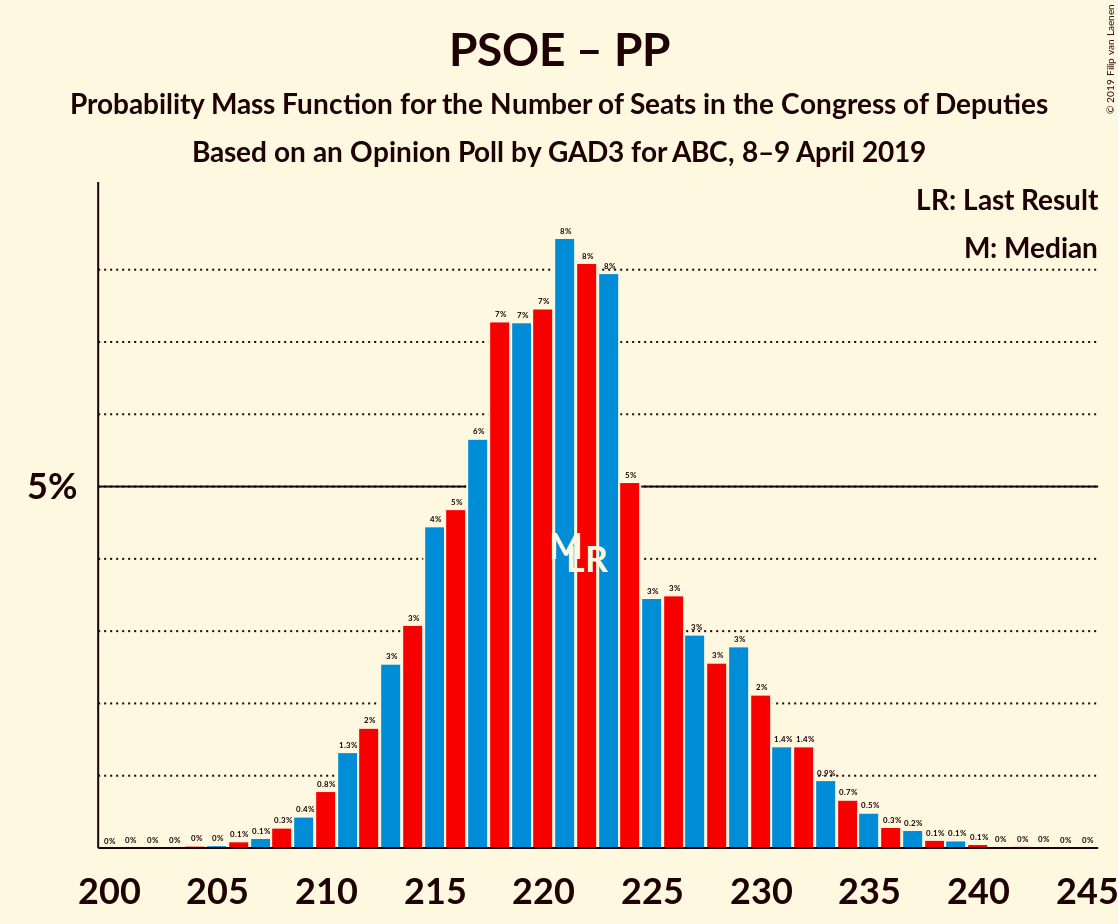 PSOE – PP
Probability Mass Function for the Number of Seats in the Congress of Deputies
Based on an Opinion Poll by GAD3 for ABC, 8–9 April 2019
© 2019 Filip van Laenen
LR: Last Result
M: Median
5%
0% 0% 0% 0% 0% 0% 0.1% 0.1% 0.3% 0.4% 0.8% 1.3% 2% 3% 3% 4% 5% 6% 7% 7% 7% 8% 8% 8% 5% 3% 3% 3% 3% 3% 2% 1.4% 1.4% 0.9% 0.7% 0.5% 0.3% 0.2% 0.1% 0.1% 0.1% 0% 0% 0% 0% 0%
M
LR
200 205 210 215 220 225 230 235 240 245